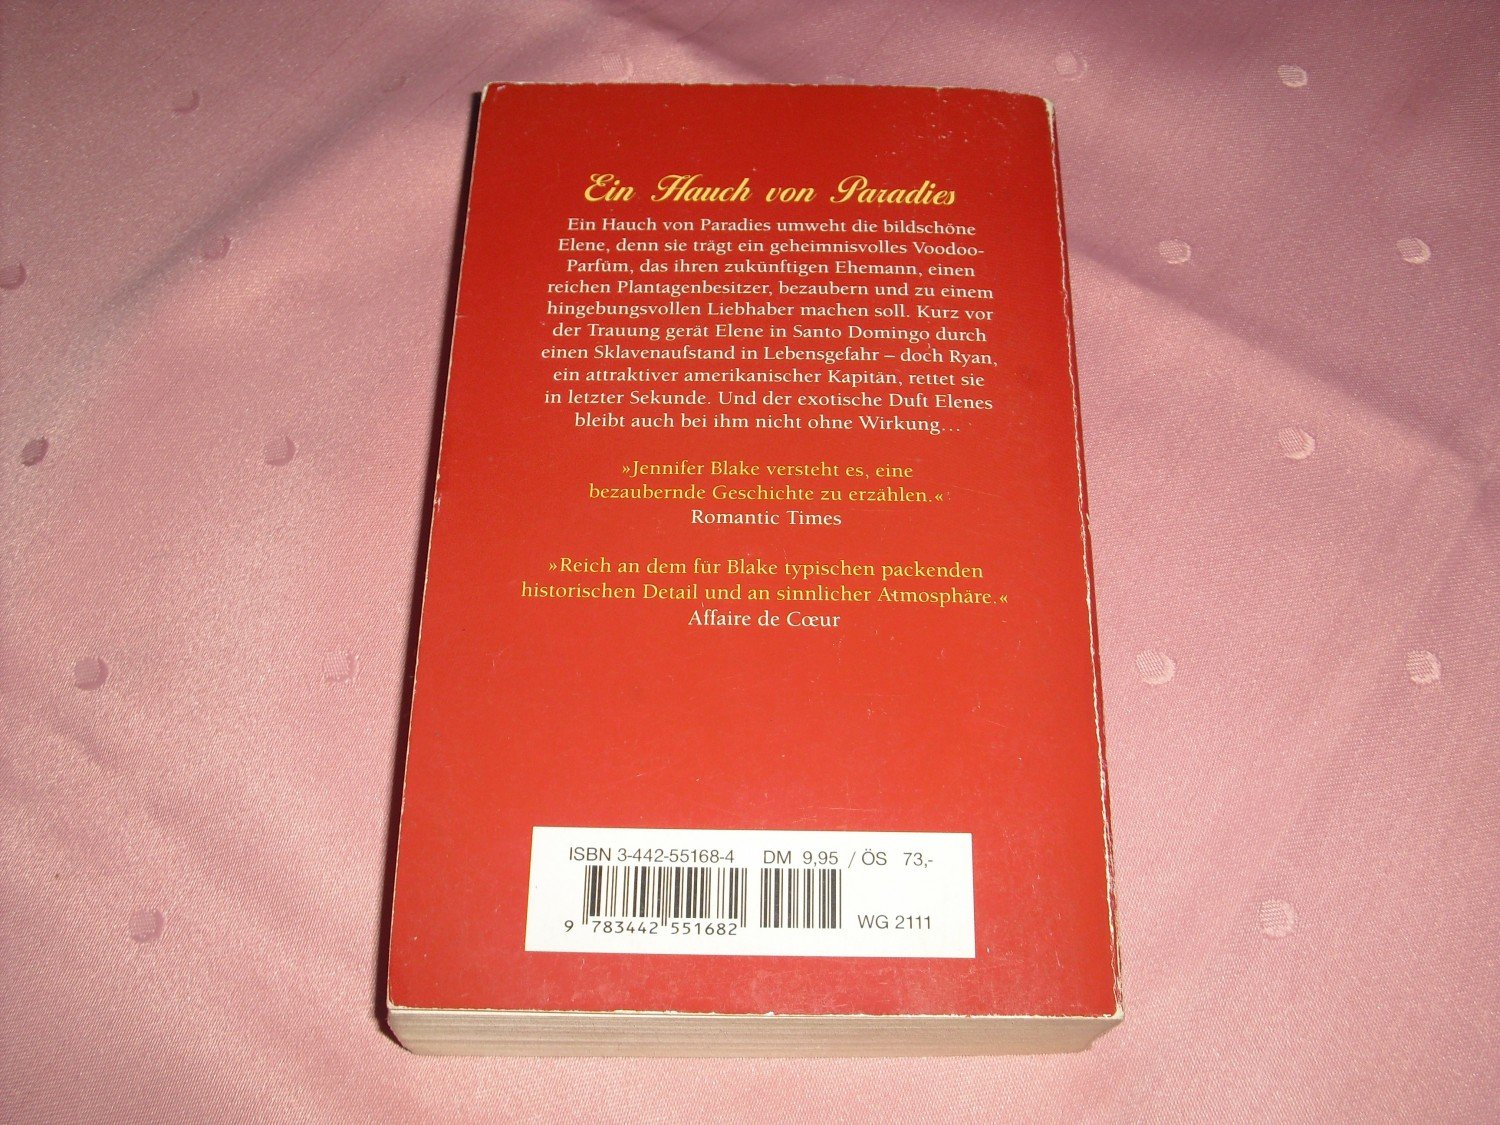 Ein Hauch von Paradies
Ein Hauch von Paradies umweht die bildschöne
Elene, denn sie trägt ein geheimnisvolles Voodoo-
Parfüm, das ihren zukünftigen Ehemann, einen
reichen Plantagenbesitzer, bezaubern und zu einem
hingebungsvollen Liebhaber machen soll. Kurz vor
der Trauung gerät Elene in Santo Domingo durch
einen Sklavenaufstand in Lebensgefahr – doch Ryan,
ein attraktiver amerikanischer Kapitän, rettet sie
in letzter Sekunde. Und der exotische Duft Elenes
bleibt auch bei ihm nicht ohne Wirkung…
»Jennifer Blake versteht es, eine
bezaubernde Geschichte zu erzählen.«
Romantic Times
»Reich an dem für Blake typischen packenden
historischen Detail und an sinnlicher Atmosphäre.«
Affaire de Cœur
ISBN 3-442-55168-4 DM 9,95 / ÖS 73,-
9 783442 551682 WG 2111